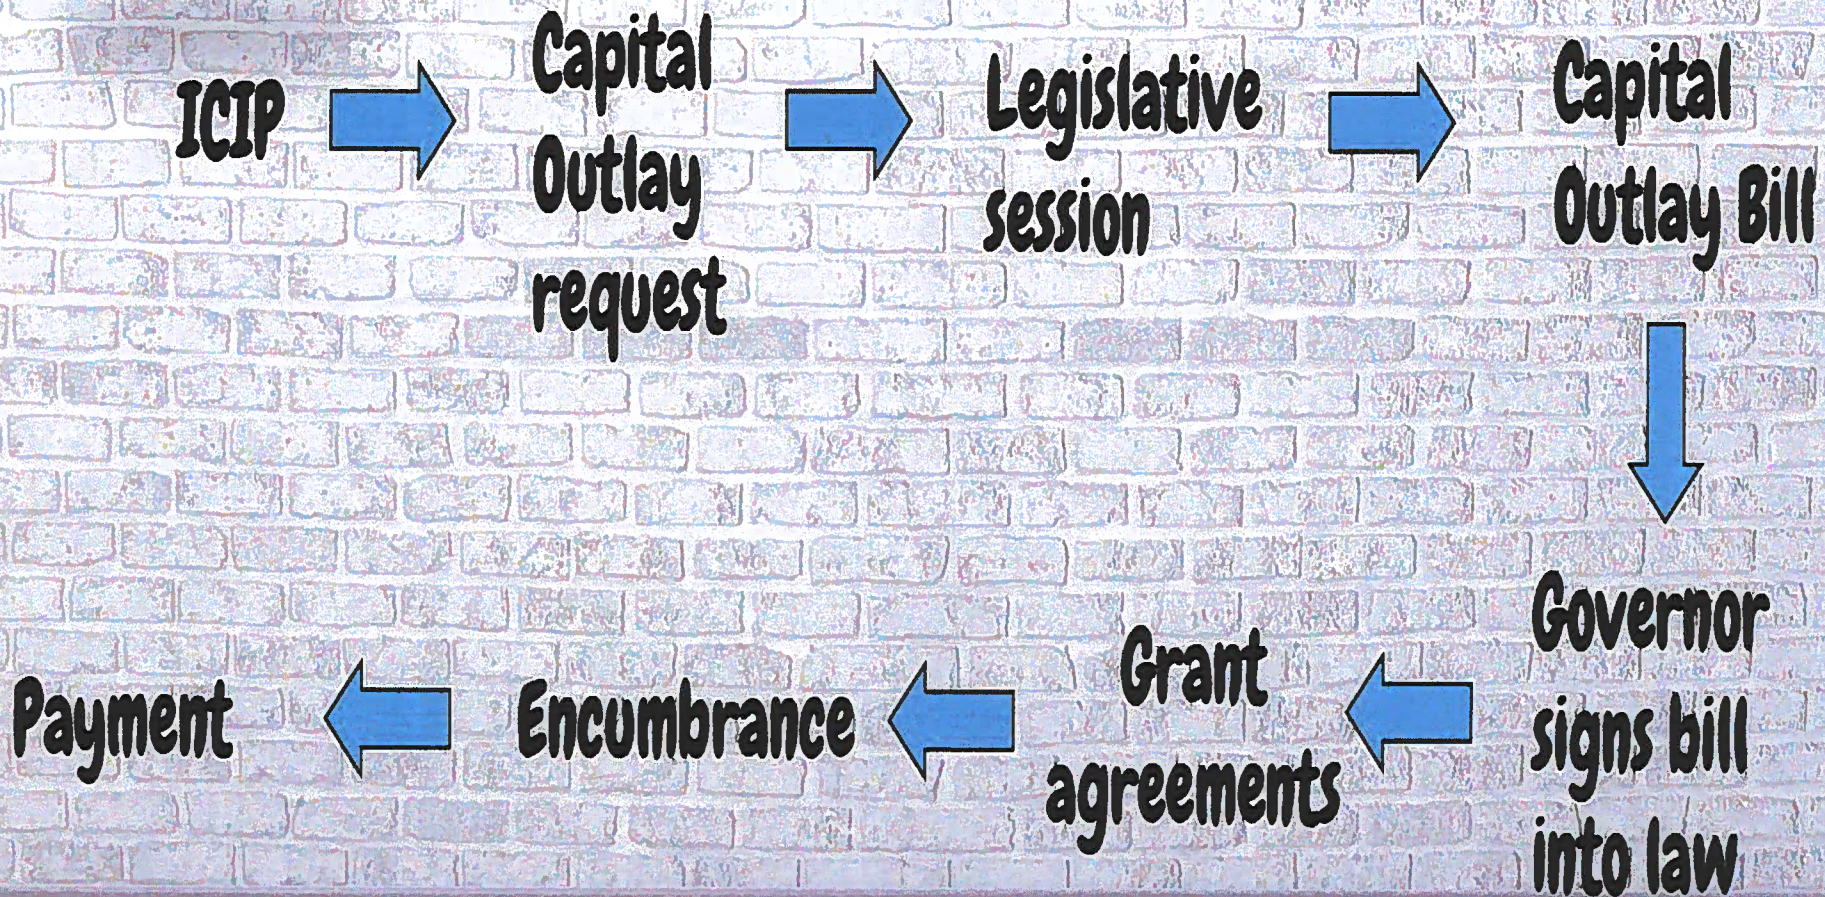 ICIP
Capital
Outlay
request
Legislative
session
Capital
Outlay Bill
Governor
signs bill
into law
Grant
agreements
Encumbrance
Payment